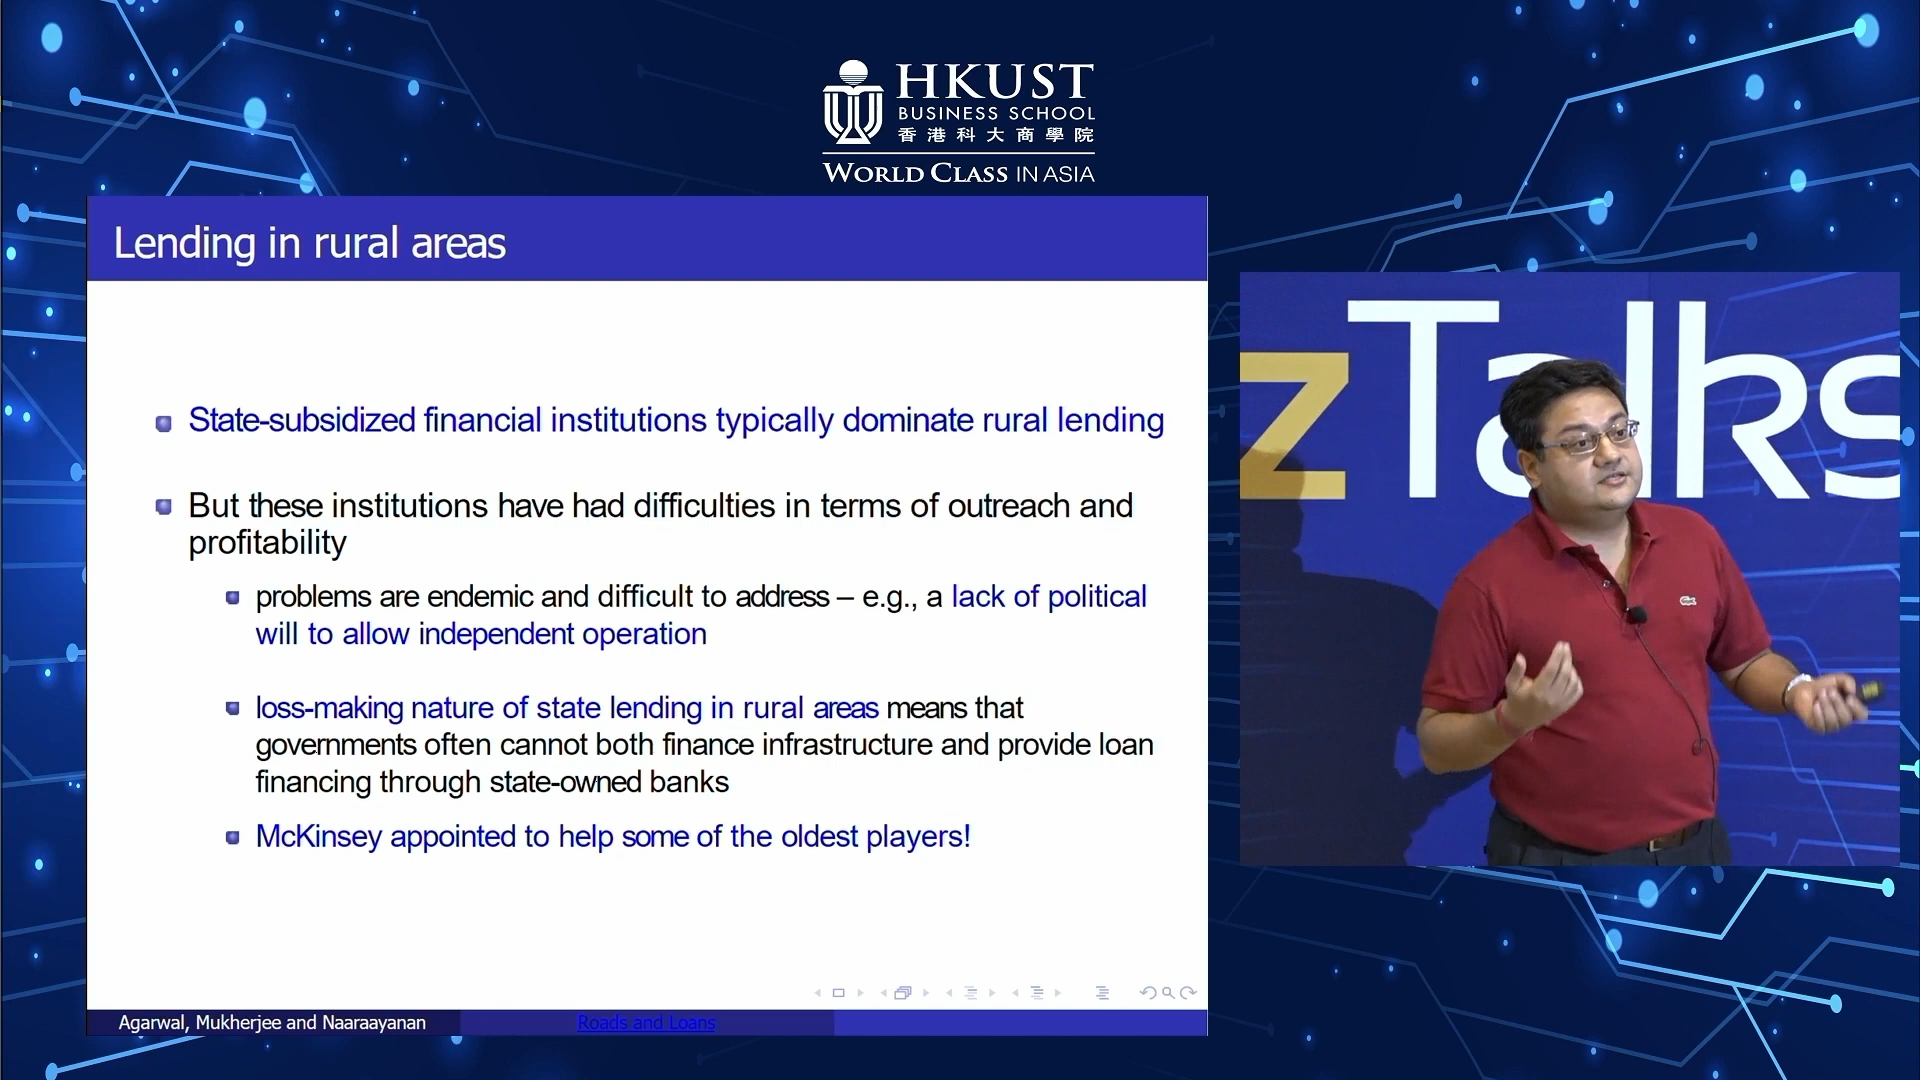 HKUST
BUSINESS SCHOOL
香港科大商學院
WORLD CLASS IN ASIA
Lending in rural areas
State-subsidized financial institutions typically dominate rural lending
But these institutions have had difficulties in terms of outreach and
profitability
problems are endemic and difficult to address – e.g., a lack of political
will to allow independent operation
loss-making nature of state lending in rural areas means that
governments often cannot both finance infrastructure and provide loan
financing through state-owned banks
McKinsey appointed to help some of the oldest players!
Agarwal, Mukherjee and Naaraayanan
Roads and Loans
zTalks